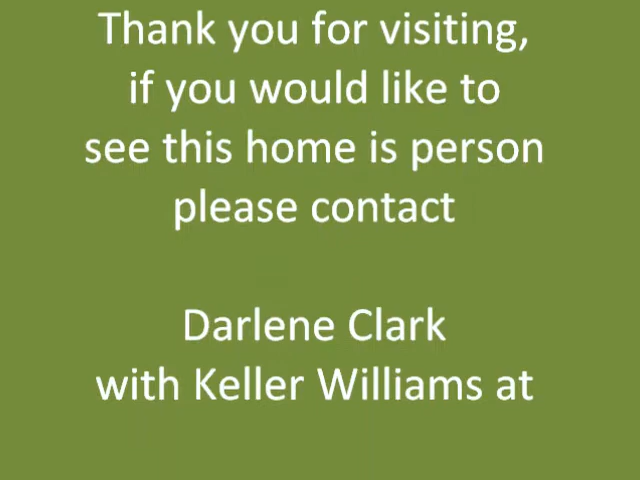 Thank you for visiting,
if you would like to
see this home is person
please contact
Darlene Clark
with Keller Williams at